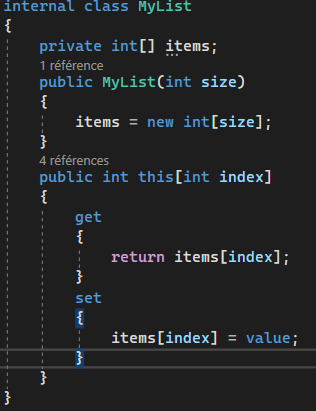 internal class MyList
{
    private int[] items;
    1 référence
    public MyList(int size)
    {
        items = new int[size];
    }
    4 références
    public int this[int index]
    {
        get
        {
            return items[index];
        }
        set
        {
            items[index] = value;
        }
    }
}